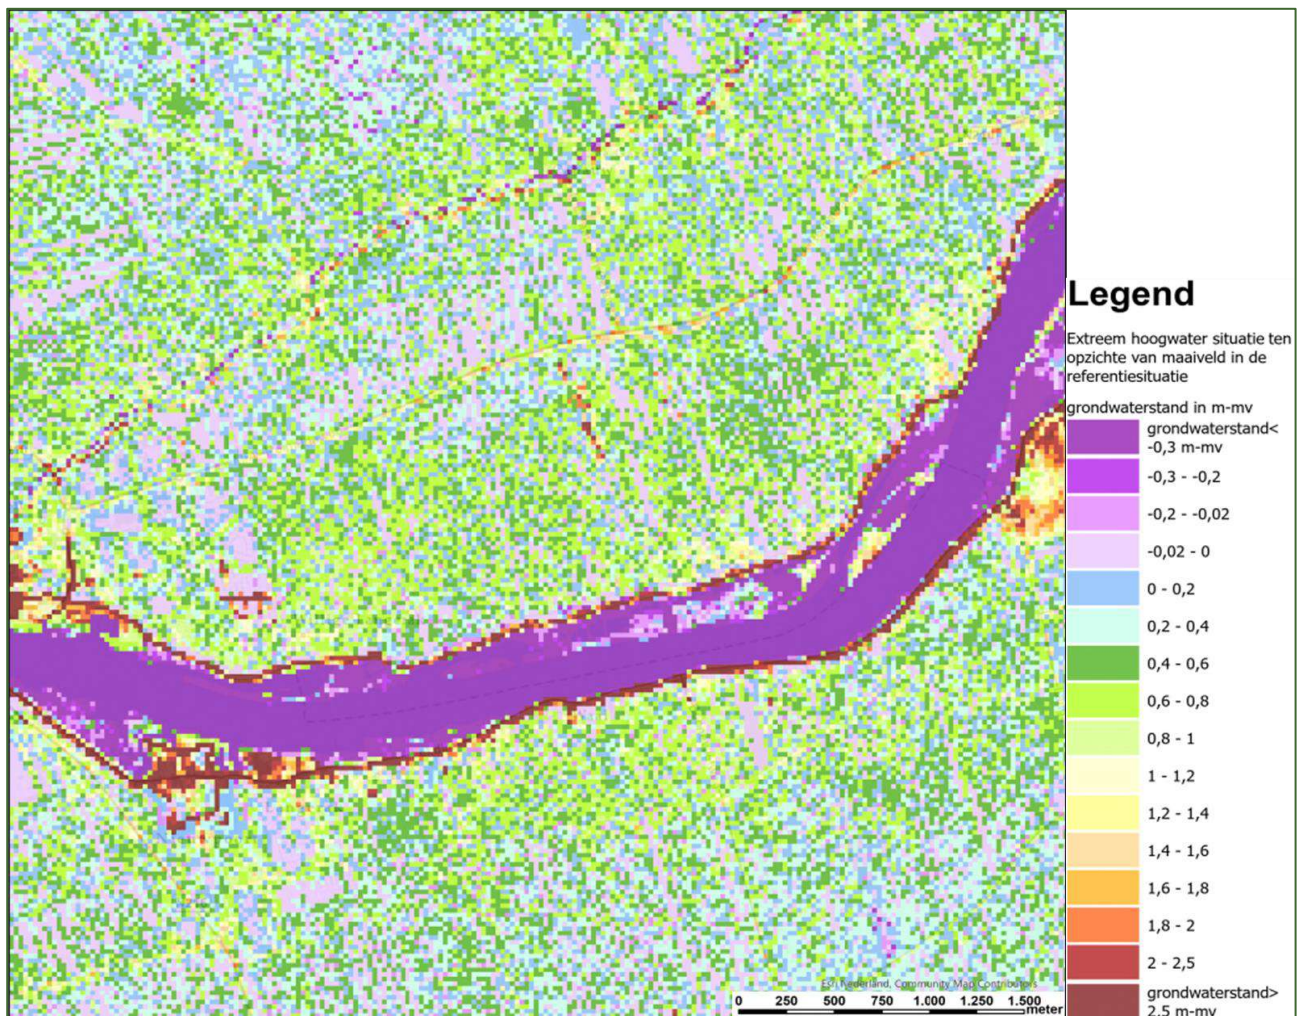 Legend
Extreem hoogwater situatie ten
opzichte van maaiveld in de
referentiesituatie
grondwaterstand in m-mv
grondwaterstand<
-0,3 m-mv
-0,3 - -0,2
-0,2 - -0,02
-0,02 - 0
0 - 0,2
0,2 - 0,4
0,4 - 0,6
0,6 - 0,8
0,8 - 1
1 - 1,2
1,2 - 1,4
1,4 - 1,6
1,6 - 1,8
1,8 - 2
2 - 2,5
grondwaterstand>
2,5 m-mv
Esri Nederland, Community Map Contributors
0 250 500 750 1.000 1.250 1.500
meter